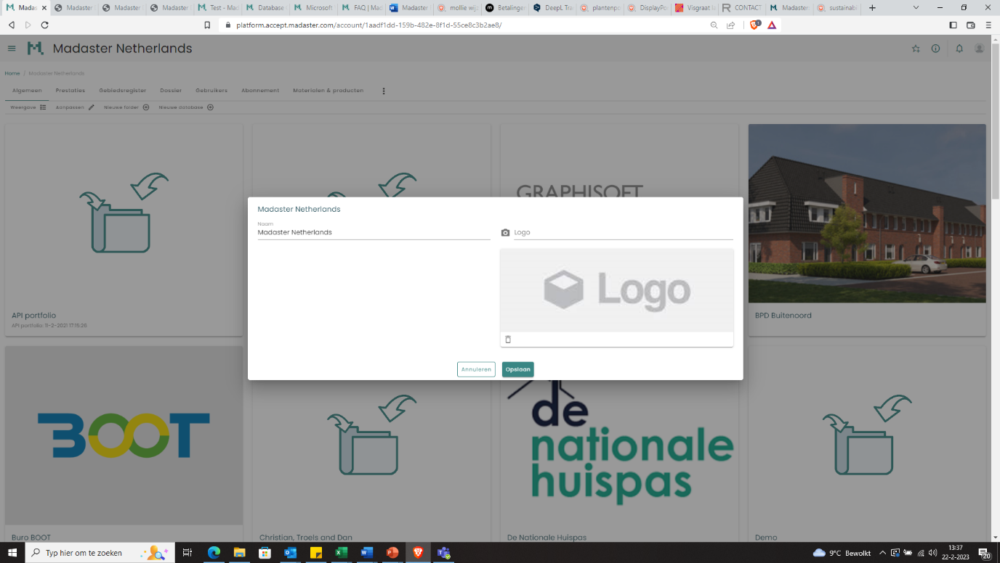 Madas
Madaster
Madaster
Madaster
Test - Mad
Database
Microsoft
FAQ | Mad
Madaster
mollie wij
Betalingen
DeepL Tra
plantenp
DisplayPo
Visgraat la
CONTACT
Madaster
sustainabi
platform.accept.madaster.com/account/1aadf1dd-159b-482e-8f1d-55ce8c3b2ae8/
Madaster Netherlands
Home / Madaster Netherlands
Algemeen Prestaties Gebiedsregister Dossier Gebruikers Abonnement Materialen & producten
Weergave Aanpassen Nieuwe folder Nieuwe database
GRAPHISOFT
Madaster Netherlands
Naam
Madaster Netherlands
Logo
Logo
Annuleren Opslaan
API portfolio
API portfolio: 11-2-2021 17:15:26
BPD Buitenoord
BOOT
de
nationale
huispas
Buro BOOT
Christian, Troels and Dan
De Nationale Huispas
Demo
Typ hier om te zoeken
9°C Bewolkt
13:37
22-2-2023
20